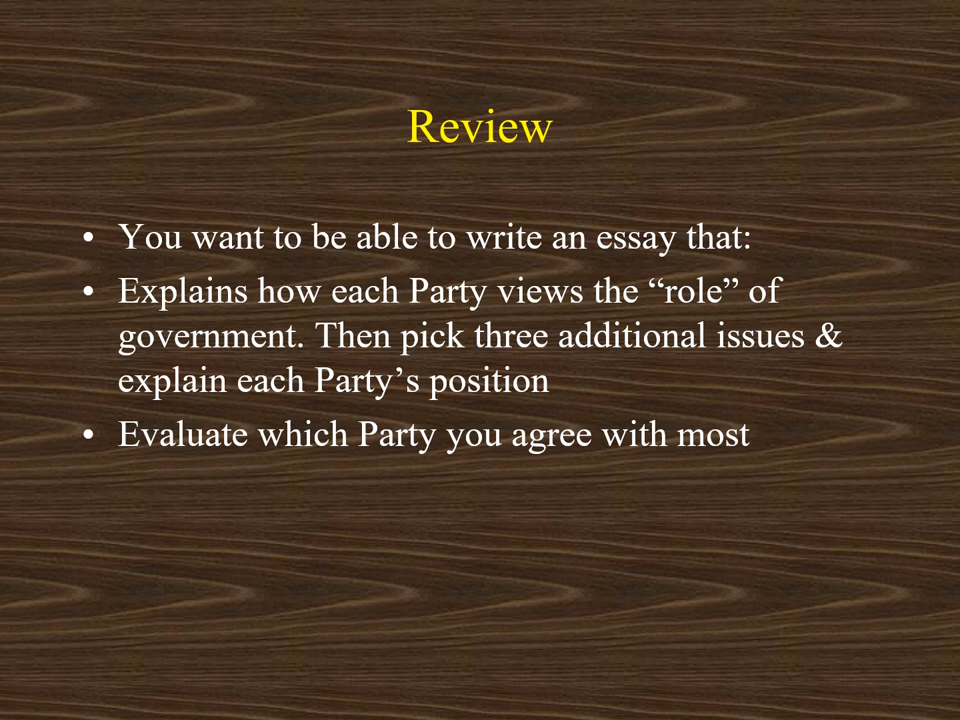 Review
• You want to be able to write an essay that:
• Explains how each Party views the “role” of
government. Then pick three additional issues &
explain each Party’s position
• Evaluate which Party you agree with most